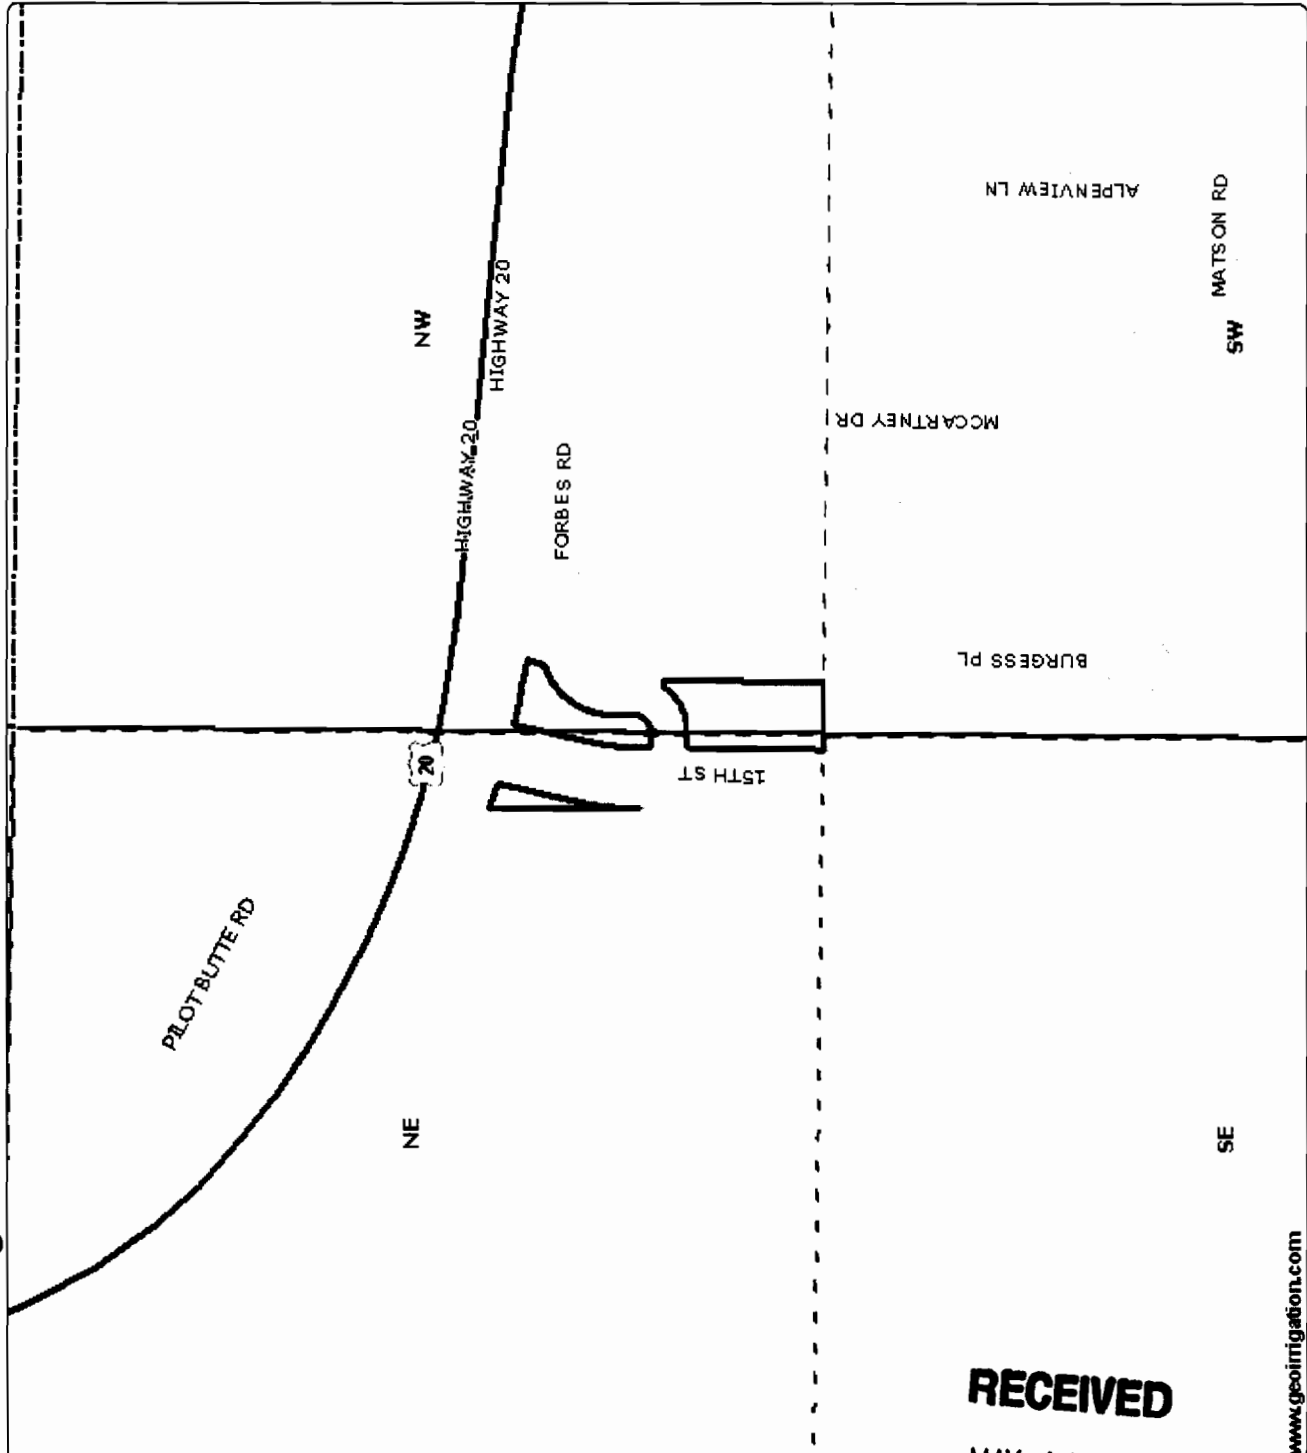 ALPENVIEW LN
MATSON RD
NW
HIGHWAY 20
SW
HIGHWAY 20
MCCARTNEY DR
FORBES RD
BURGESS PL
20
15TH ST
PILOT BUTTE RD
NE
SE
www.geoirrigation.com
RECEIVED